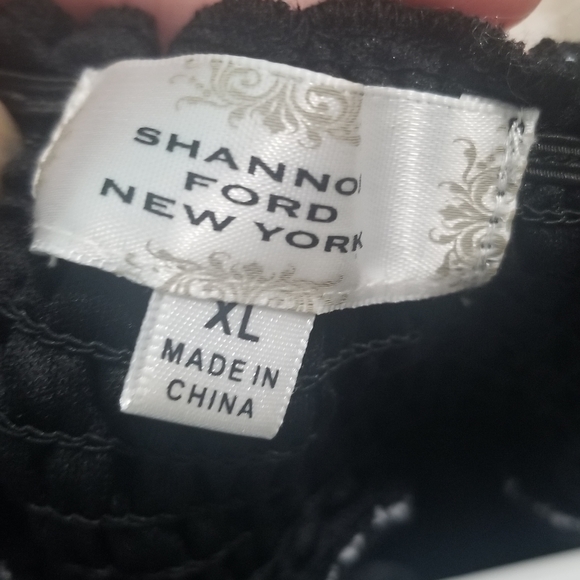 SHANNO
FORD
NEW YORK
XL
MADE IN
CHINA